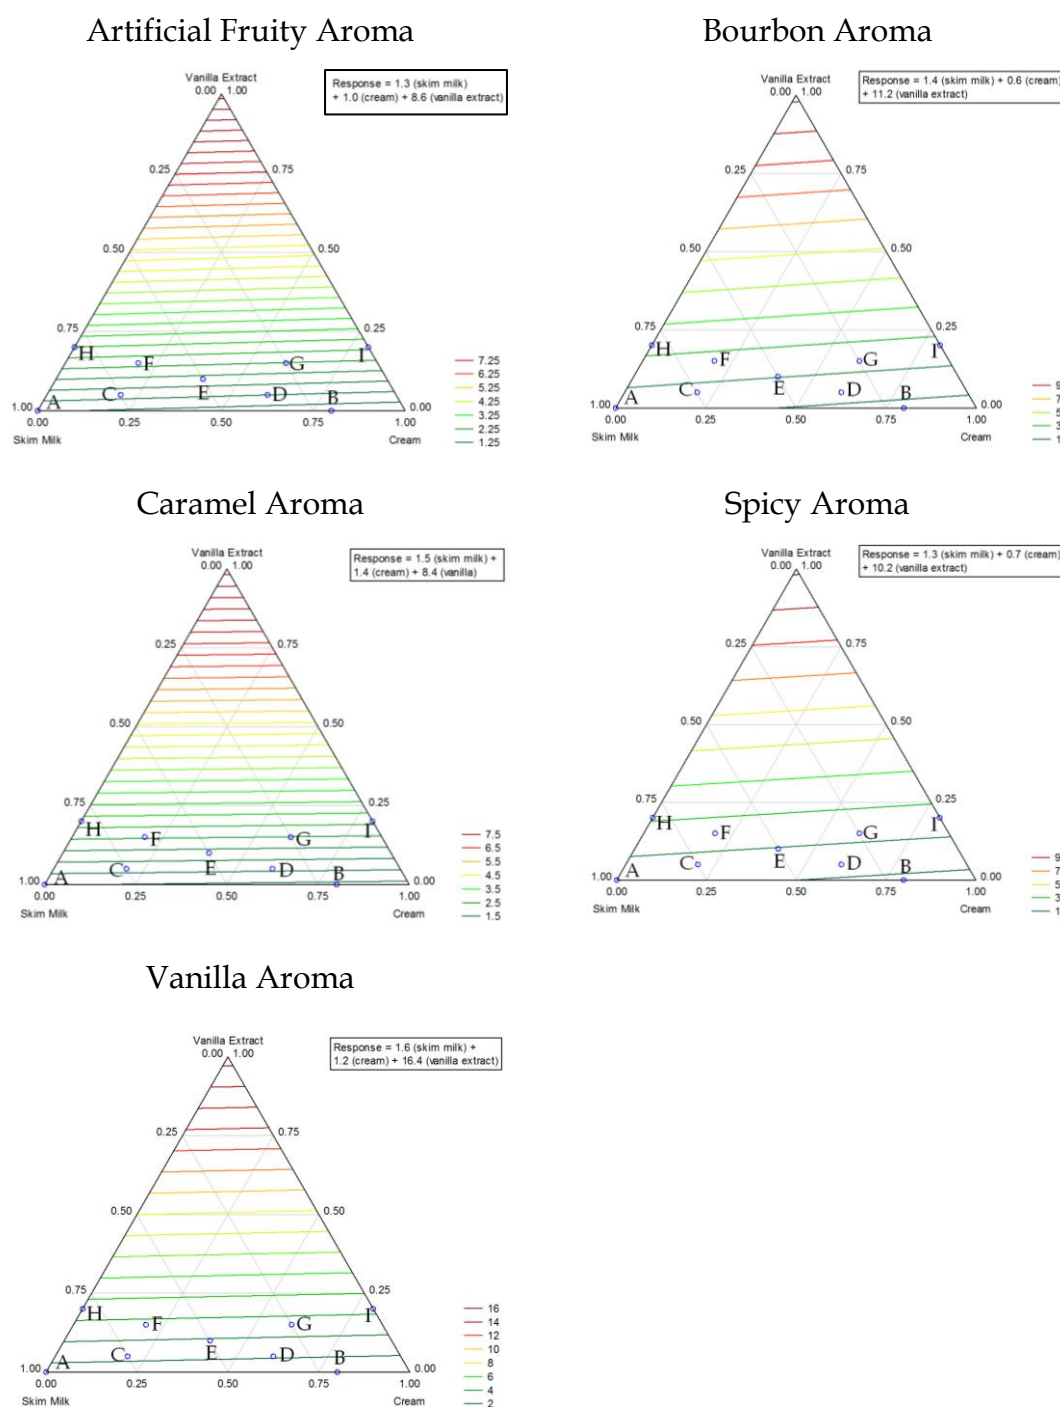 Artificial Fruity Aroma
Vanilla Extract
0.00 1.00
Response = 1.3 (skim milk)
+ 1.0 (cream) + 8.6 (vanilla extract)
0.25 0.75
0.50 0.50
0.75 0.25
H F G I
C E D B
A
1.00 0.00
0.00 0.25 0.50 0.75 1.00
Skim Milk Cream
7.25
6.25
5.25
4.25
3.25
2.25
1.25
Bourbon Aroma
Vanilla Extract
0.00 1.00
Response = 1.4 (skim milk) + 0.6 (cream)
+ 11.2 (vanilla extract)
0.25 0.75
0.50 0.50
0.75 0.25
H F G I
C E D B
A
1.00 0.00
0.00 0.25 0.50 0.75 1.00
Skim Milk Cream
9
7
5
3
1
Caramel Aroma
Vanilla Extract
0.00 1.00
Response = 1.5 (skim milk) +
1.4 (cream) + 8.4 (vanilla)
0.25 0.75
0.50 0.50
0.75 0.25
H F G I
C E D B
A
1.00 0.00
0.00 0.25 0.50 0.75 1.00
Skim Milk Cream
7.5
6.5
5.5
4.5
3.5
2.5
1.5
Spicy Aroma
Vanilla Extract
0.00 1.00
Response = 1.3 (skim milk) + 0.7 (cream)
+ 10.2 (vanilla extract)
0.25 0.75
0.50 0.50
0.75 0.25
H F G I
C E D B
A
1.00 0.00
0.00 0.25 0.50 0.75 1.00
Skim Milk Cream
9
7
5
3
1
Vanilla Aroma
Vanilla Extract
0.00 1.00
Response = 1.6 (skim milk) +
1.2 (cream) + 16.4 (vanilla extract)
0.25 0.75
0.50 0.50
0.75 0.25
H F G I
C E D B
A
1.00 0.00
0.00 0.25 0.50 0.75 1.00
Skim Milk Cream
16
14
12
10
8
6
4
2